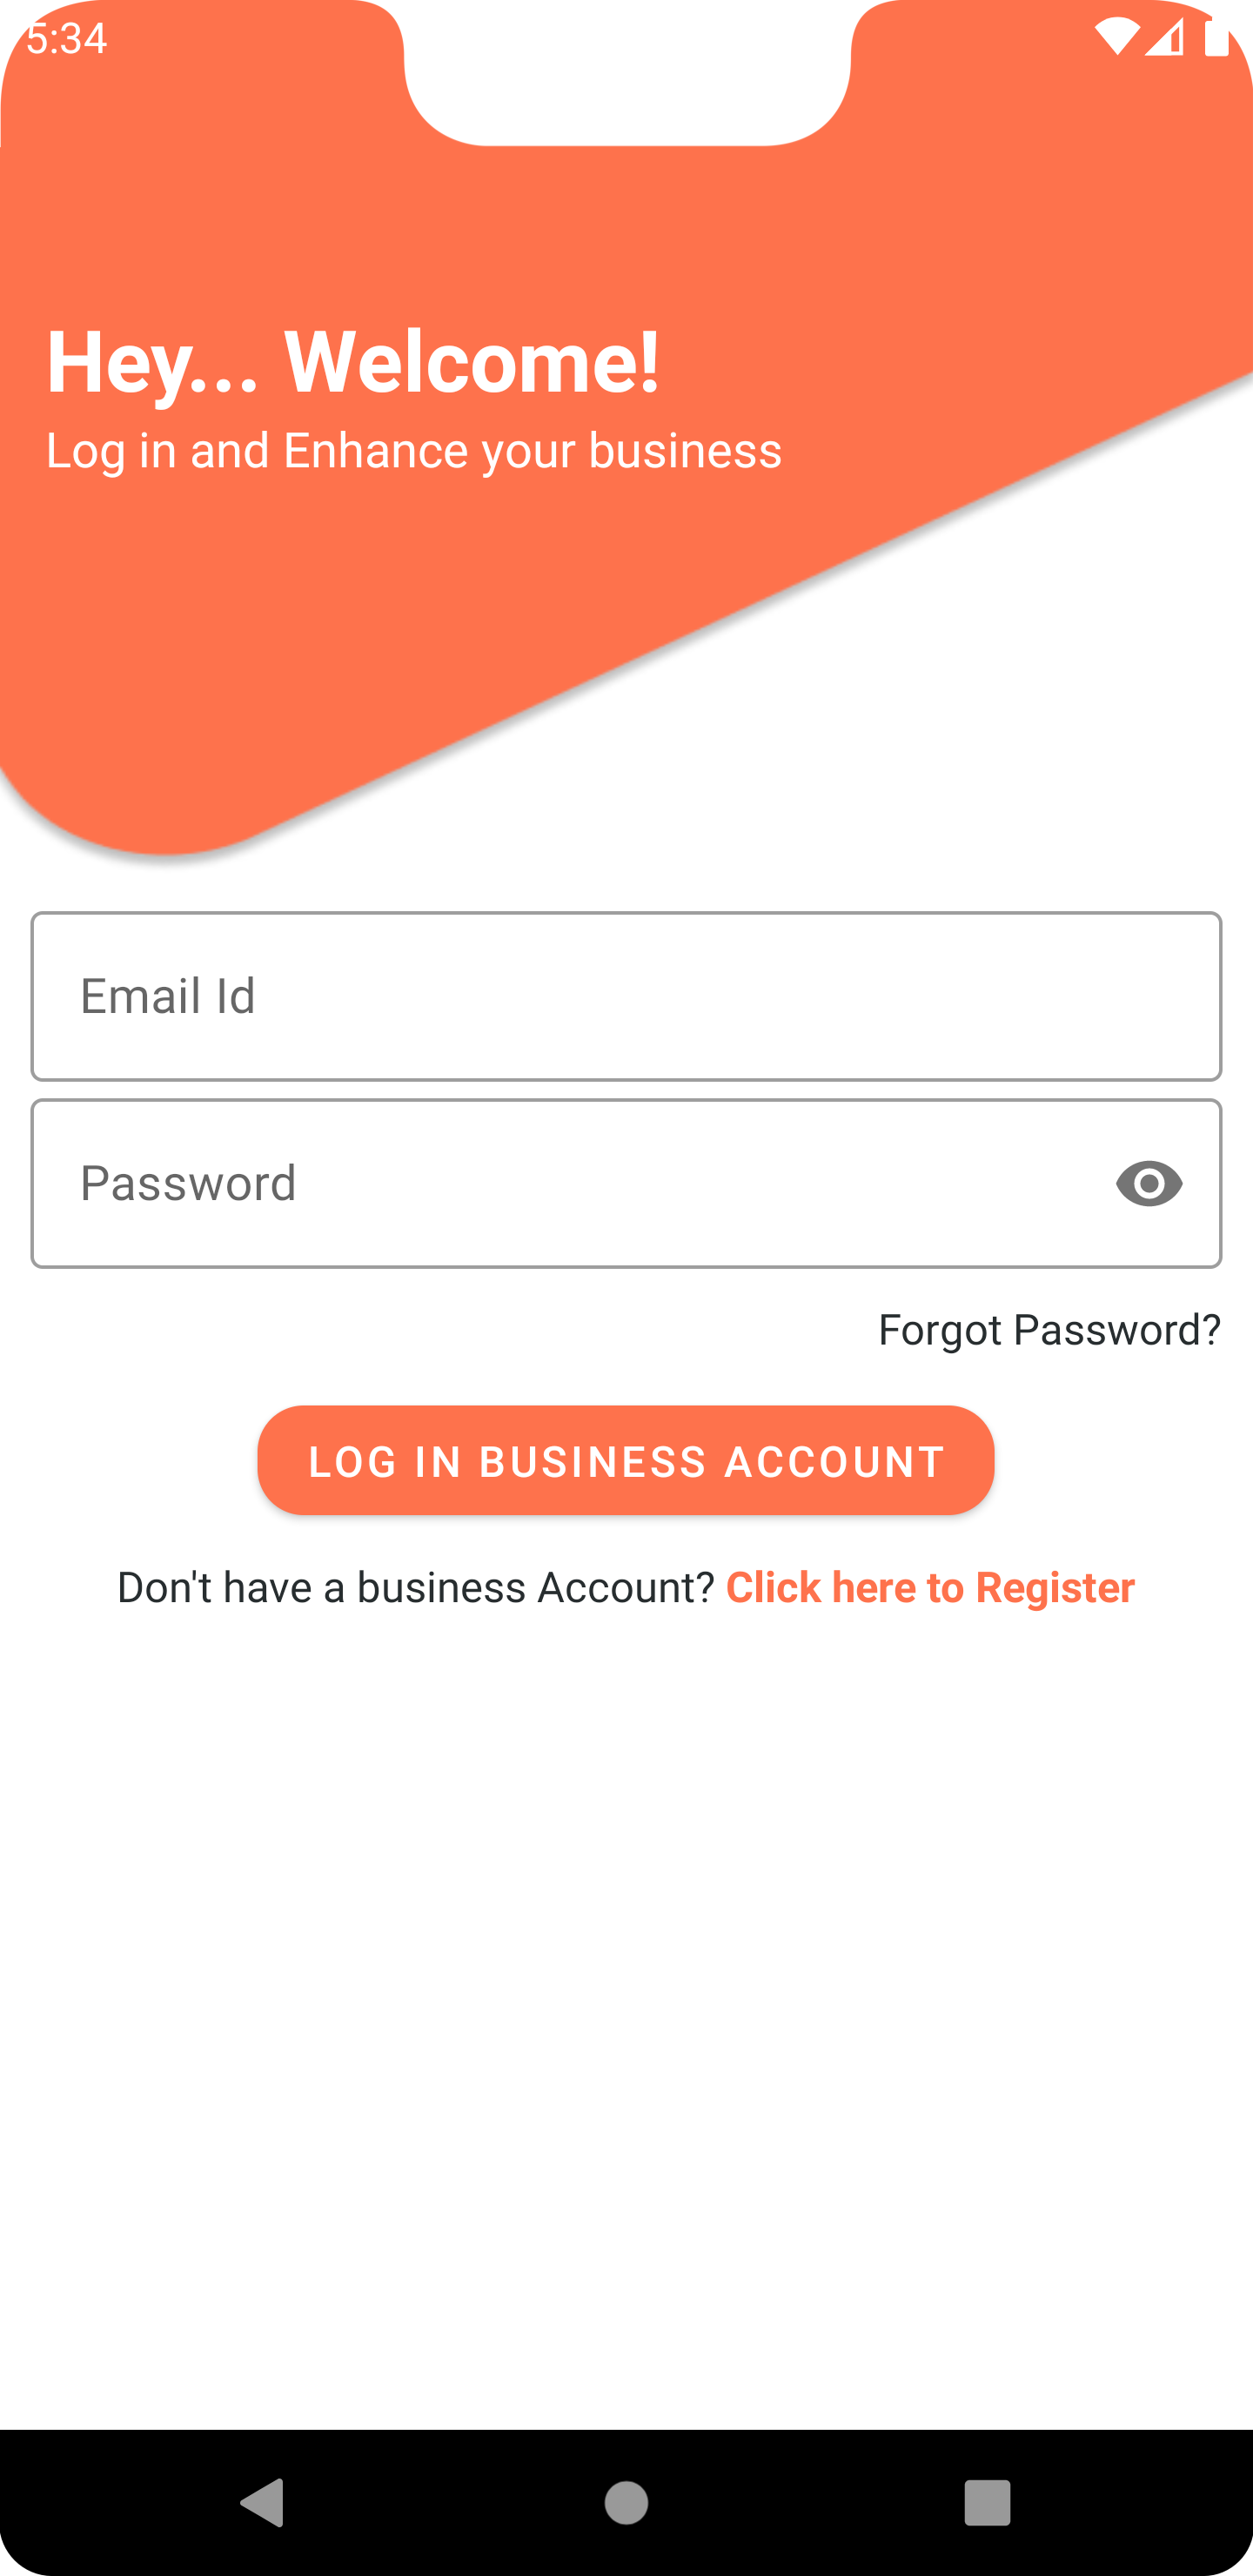 5:34
Hey... Welcome!
Log in and Enhance your business
Email Id
Password
Forgot Password?
LOG IN BUSINESS ACCOUNT
Don't have a business Account? Click here to Register